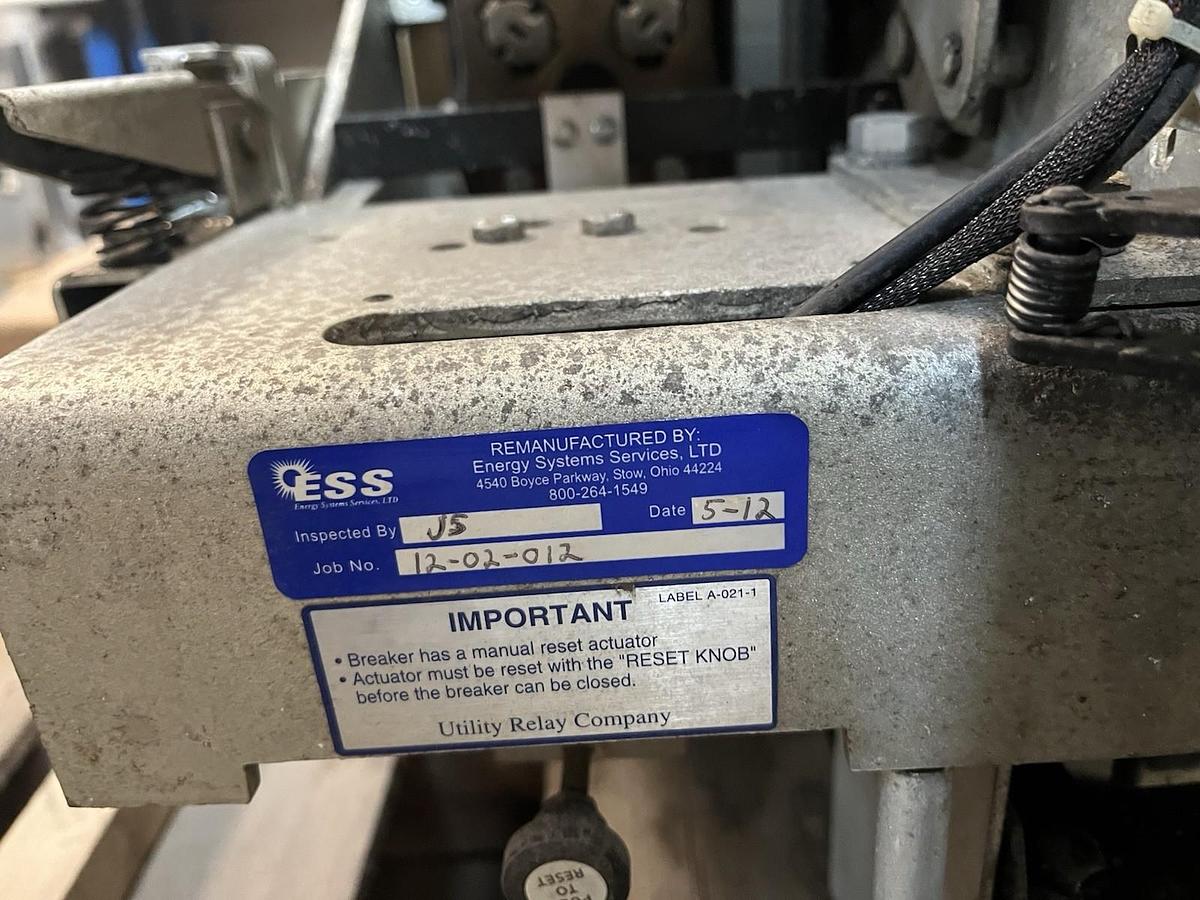 REMANUFACTURED BY:
Energy Systems Services, LTD
4540 Boyce Parkway, Stow, Ohio 44224
800-264-1549
ESS
Energy Systems Services, LTD
Inspected By JS Date 5-12
Job No. 12-02-012
LABEL A-021-1
IMPORTANT
• Breaker has a manual reset actuator
• Actuator must be reset with the "RESET KNOB"
before the breaker can be closed.
Utility Relay Company
TO
RESET